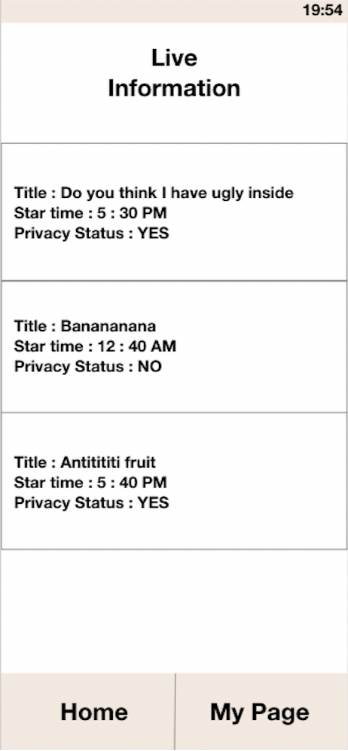 19:54
Live
Information
Title : Do you think I have ugly inside
Star time : 5 : 30 PM
Privacy Status : YES
Title : Banananana
Star time : 12 : 40 AM
Privacy Status : NO
Title : Antitititi fruit
Star time : 5 : 40 PM
Privacy Status : YES
Home
My Page